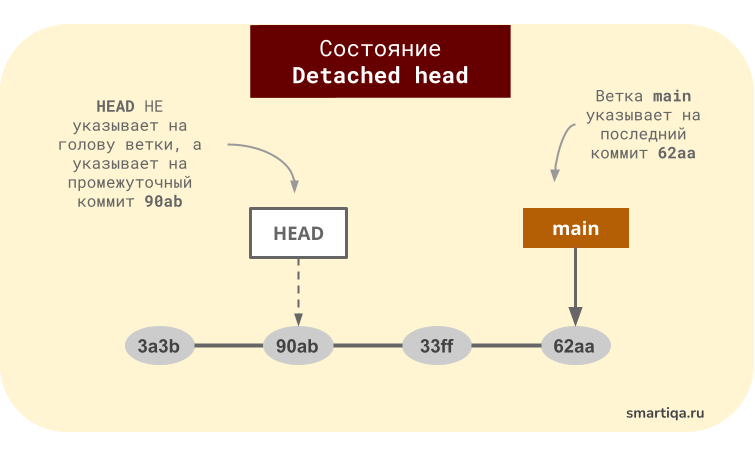 Состояние
Detached head
HEAD НЕ
указывает на
голову ветки, а
указывает на
промежуточный
коммит 90ab
Ветка main
указывает на
последний
коммит 62aa
HEAD
main
3a3b
90ab
33ff
62aa
smartiqa.ru